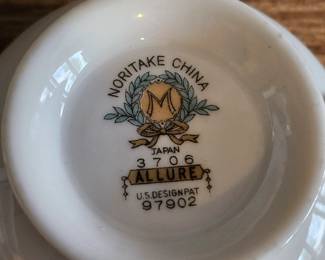 NORITAKE CHINA
M
JAPAN
3706
ALLURE
U.S.DESIGN PAT
97902